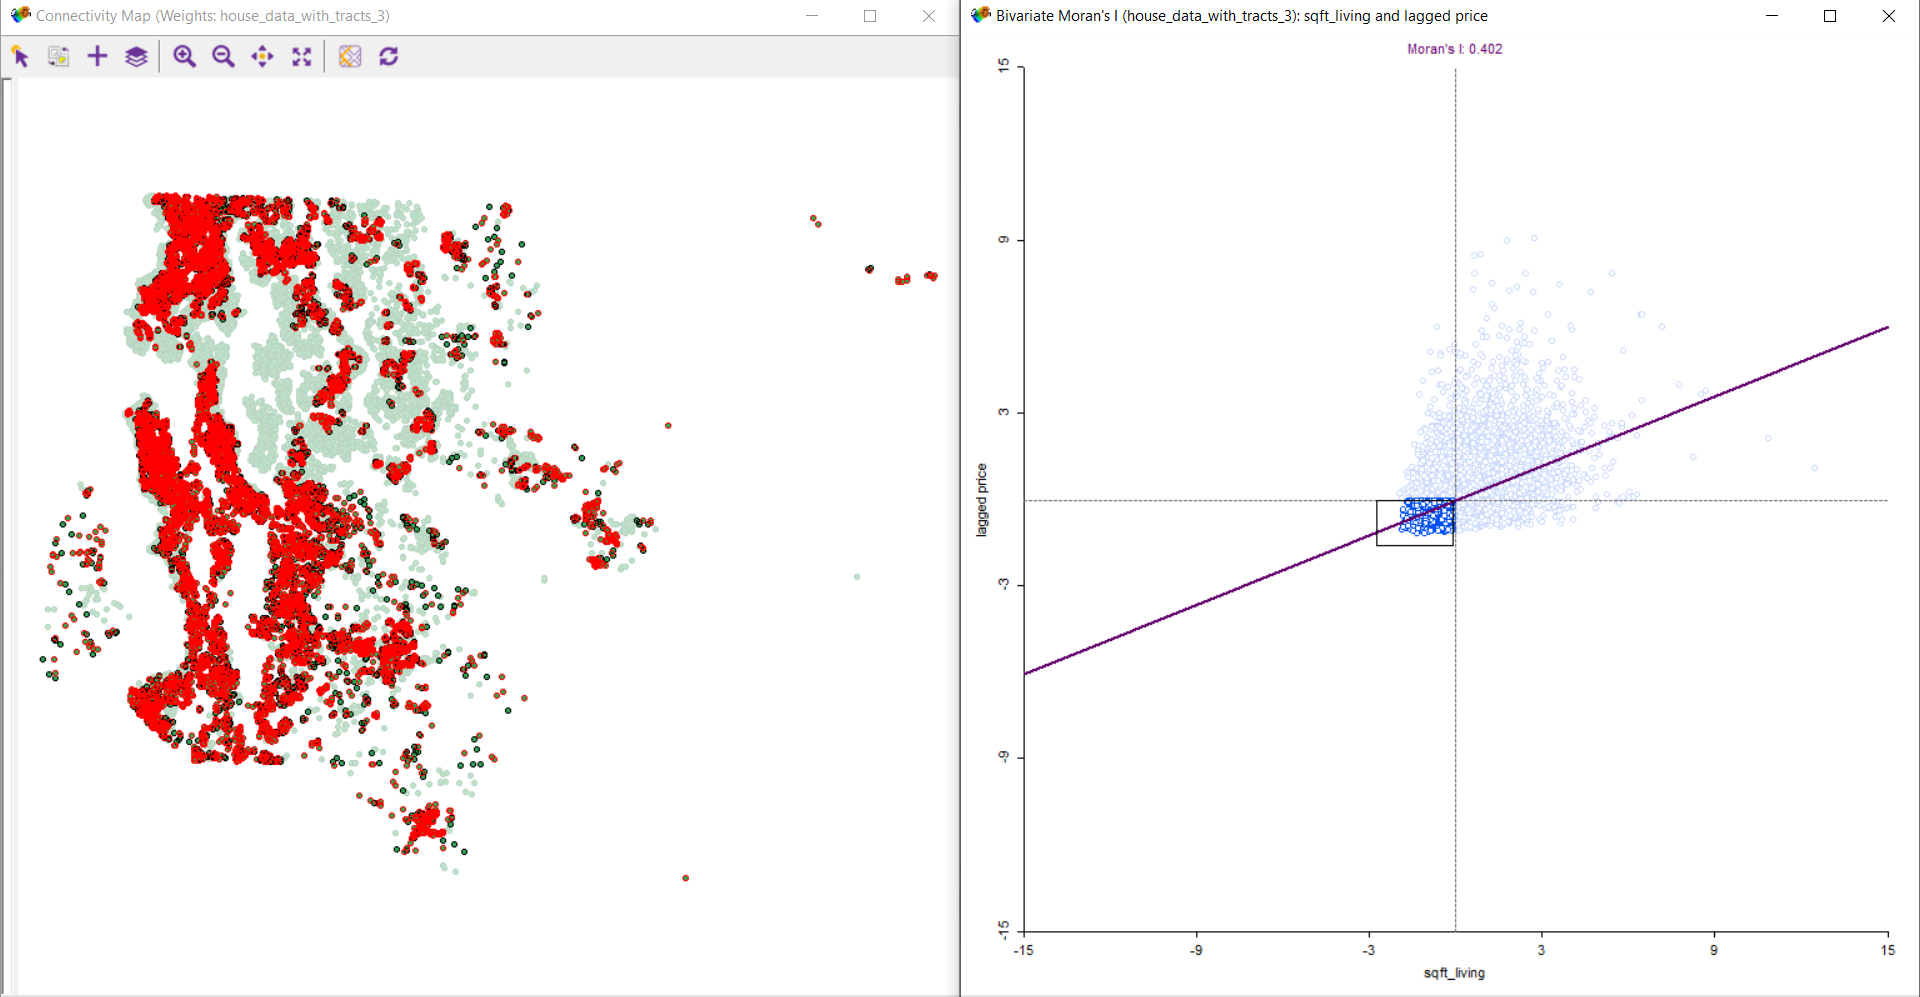 Connectivity Map (Weights: house_data_with_tracts_3)
Bivariate Moran's I (house_data_with_tracts_3): sqft_living and lagged price
Moran's I: 0.402
15
9
3
-3
-9
-15
lagged price
-15 -9 -3 3 9 15
sqft_living